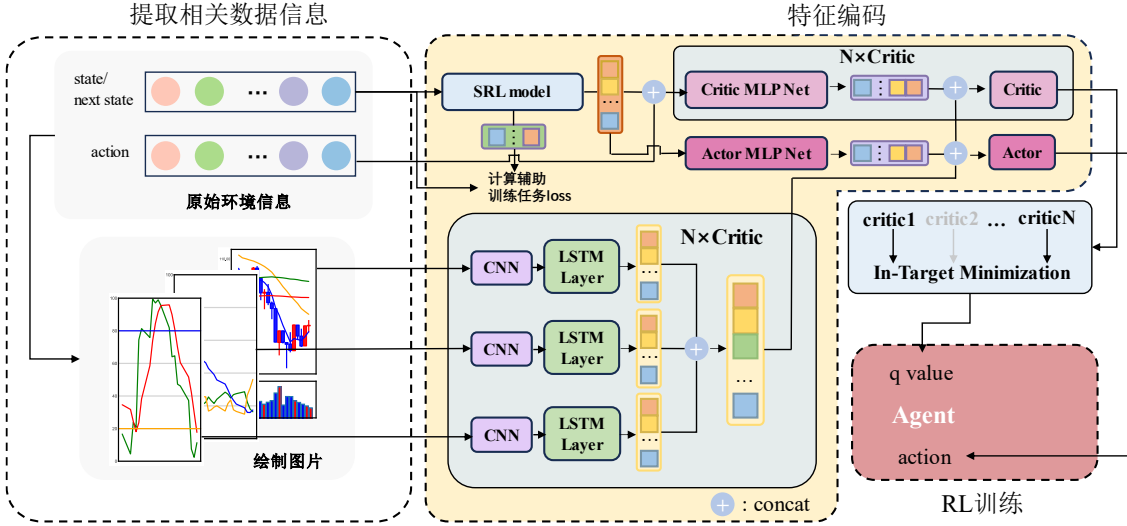 提取相关数据信息
特征编码
state/
next state
...
action
...
原始环境信息
绘制图片
SRL model
...
计算辅助
训练任务loss
N×Critic
Critic MLP Net
Critic
Actor MLP Net
Actor
N×Critic
CNN
LSTM
Layer
...
CNN
LSTM
Layer
...
CNN
LSTM
Layer
...
...
: concat
critic1
critic2
...
criticN
In-Target Minimization
q value
Agent
action
RL训练